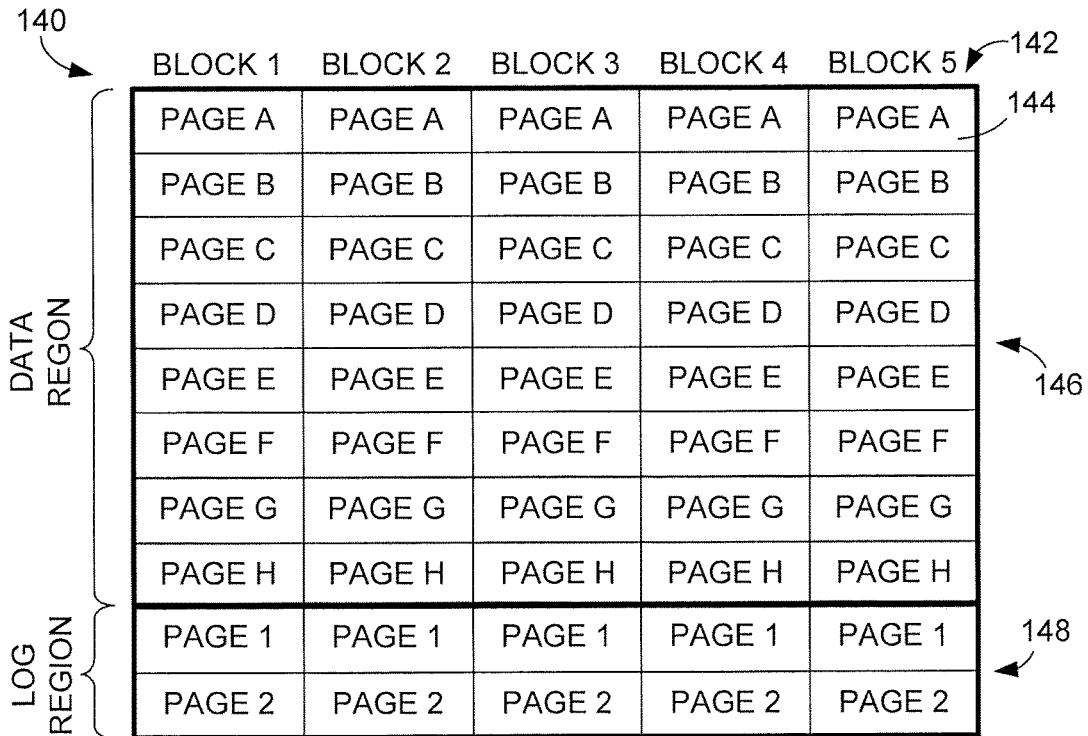 140
142
BLOCK 1 BLOCK 2 BLOCK 3 BLOCK 4 BLOCK 5
PAGE A PAGE A PAGE A PAGE A PAGE A
144
PAGE B PAGE B PAGE B PAGE B PAGE B
PAGE C PAGE C PAGE C PAGE C PAGE C
PAGE D PAGE D PAGE D PAGE D PAGE D
DATA
REGON
146
PAGE E PAGE E PAGE E PAGE E PAGE E
PAGE F PAGE F PAGE F PAGE F PAGE F
PAGE G PAGE G PAGE G PAGE G PAGE G
PAGE H PAGE H PAGE H PAGE H PAGE H
LOG
REGION
PAGE 1 PAGE 1 PAGE 1 PAGE 1 PAGE 1
148
PAGE 2 PAGE 2 PAGE 2 PAGE 2 PAGE 2